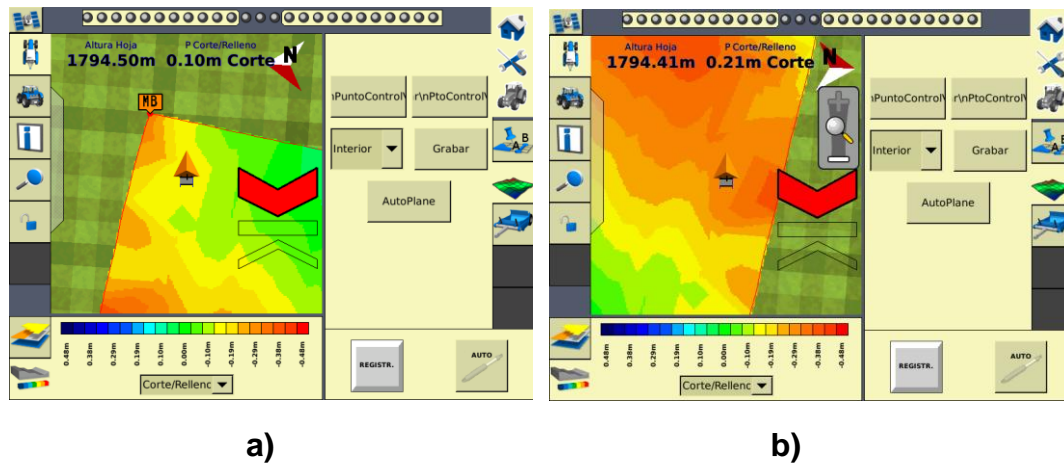 Altura Hoja P Corte/Relleno
1794.50m 0.10m Corte
N
MB
nPuntoControl\ r\nPtoControl\
Interior Grabar
AutoPlane
A B
0.48m 0.38m 0.29m 0.19m 0.10m 0.00m -0.10m -0.19m -0.29m -0.38m -0.48m
Corte/Rellenc
REGISTR. AUTO
a)
Altura Hoja P Corte/Relleno
1794.41m 0.21m Corte
N
nPuntoControl\ r\nPtoControl\
Interior Grabar
AutoPlane
A B
0.48m 0.38m 0.29m 0.19m 0.10m 0.00m -0.10m -0.19m -0.29m -0.38m -0.48m
Corte/Rellenc
REGISTR. AUTO
b)